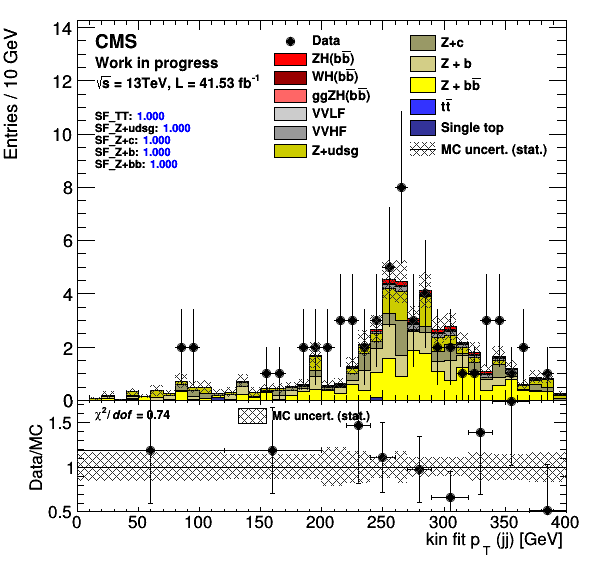 CMS
Work in progress
√s = 13TeV, L = 41.53 fb⁻¹
SF_TT: 1.000
SF_Z+udsg: 1.000
SF_Z+c: 1.000
SF_Z+b: 1.000
SF_Z+bb: 1.000
Data
ZH(bb̅)
WH(bb̅)
ggZH(bb̅)
VVLF
VVHF
Z+udsg
Z+c
Z + b
Z + bb̅
tt̅
Single top
MC uncert. (stat.)
Entries / 10 GeV
14
12
10
8
6
4
2
0
χ²/dof = 0.74
MC uncert. (stat.)
Data/MC
1.5
1
0.5
0 50 100 150 200 250 300 350 400
kin fit p_T (jj) [GeV]